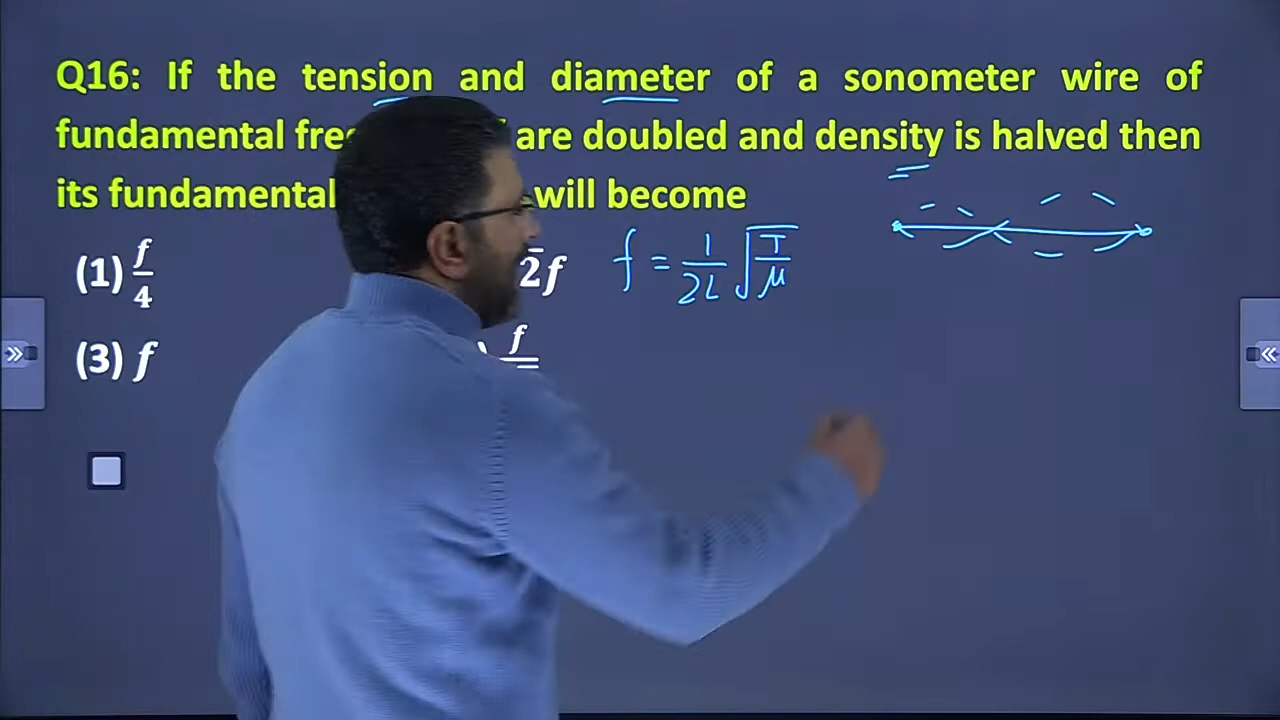 Q16: If the tension and diameter of a sonometer wire of
fundamental are doubled and density is halved then
its fundamental will become
(1) f/4
2f
(3) f
f
f = 1/2L √T/μ